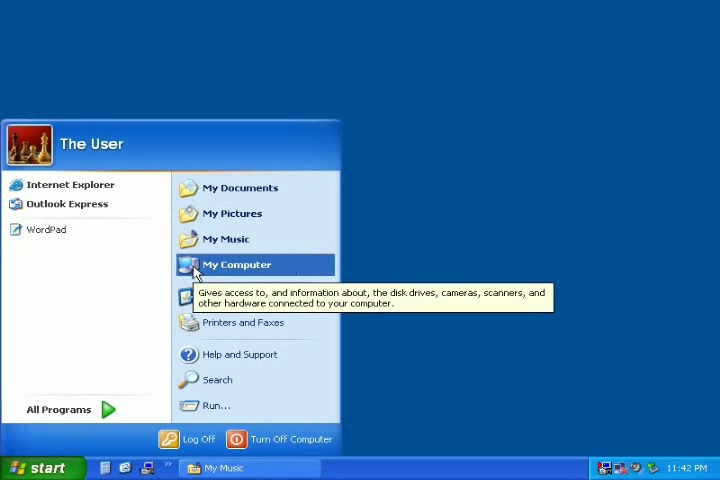 The User
Internet Explorer
Outlook Express
WordPad
All Programs
My Documents
My Pictures
My Music
My Computer
Gives access to, and information about, the disk drives, cameras, scanners, and
other hardware connected to your computer.
Printers and Faxes
Help and Support
Search
Run...
Log Off
Turn Off Computer
start
»
My Music
11:42 PM